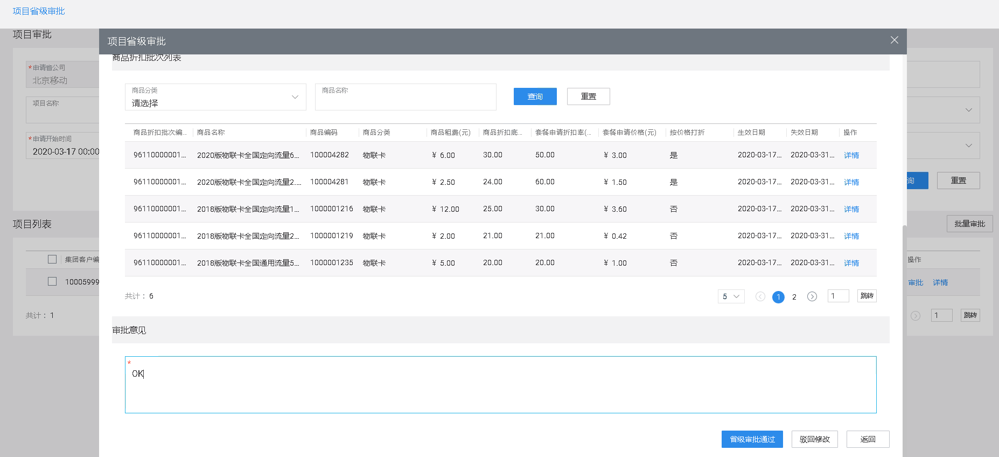 项目省级审批
项目审批
项目省级审批
商品折扣批次列表
*申请省公司
北京移动
项目名称
*申请开始时间
2020-03-17 00:00
商品分类
请选择
商品名称
查询
重置
商品折扣批次编... 商品名称 商品编码 商品分类 商品租费(元) 商品折扣底... 套餐申请折扣率(... 套餐申请价格(元) 按价格打折 生效日期 失效日期 操作
96110000001... 2020版物联卡全国定向流量6... 100004282 物联卡 ¥ 6.00 30.00 50.00 ¥ 3.00 是 2020-03-17... 2020-03-31... 详情
96110000001... 2020版物联卡全国定向流量2.... 100004281 物联卡 ¥ 2.50 24.00 60.00 ¥ 1.50 是 2020-03-17... 2020-03-31... 详情
96110000001... 2018版物联卡全国定向流量1... 1000001216 物联卡 ¥ 12.00 25.00 30.00 ¥ 3.60 否 2020-03-17... 2020-03-31... 详情
96110000001... 2018版物联卡全国定向流量2... 1000001219 物联卡 ¥ 2.00 21.00 21.00 ¥ 0.42 否 2020-03-17... 2020-03-31... 详情
96110000001... 2018版物联卡全国通用流量5... 1000001235 物联卡 ¥ 5.00 20.00 20.00 ¥ 1.00 否 2020-03-17... 2020-03-31... 详情
共计： 6
5 1 2 1 跳转
审批意见
*
OK
省级审批通过
驳回修改
返回
询
重置
项目列表
批量审批
集团客户编
操作
10005999
审批 详情
共计： 1
1 跳转